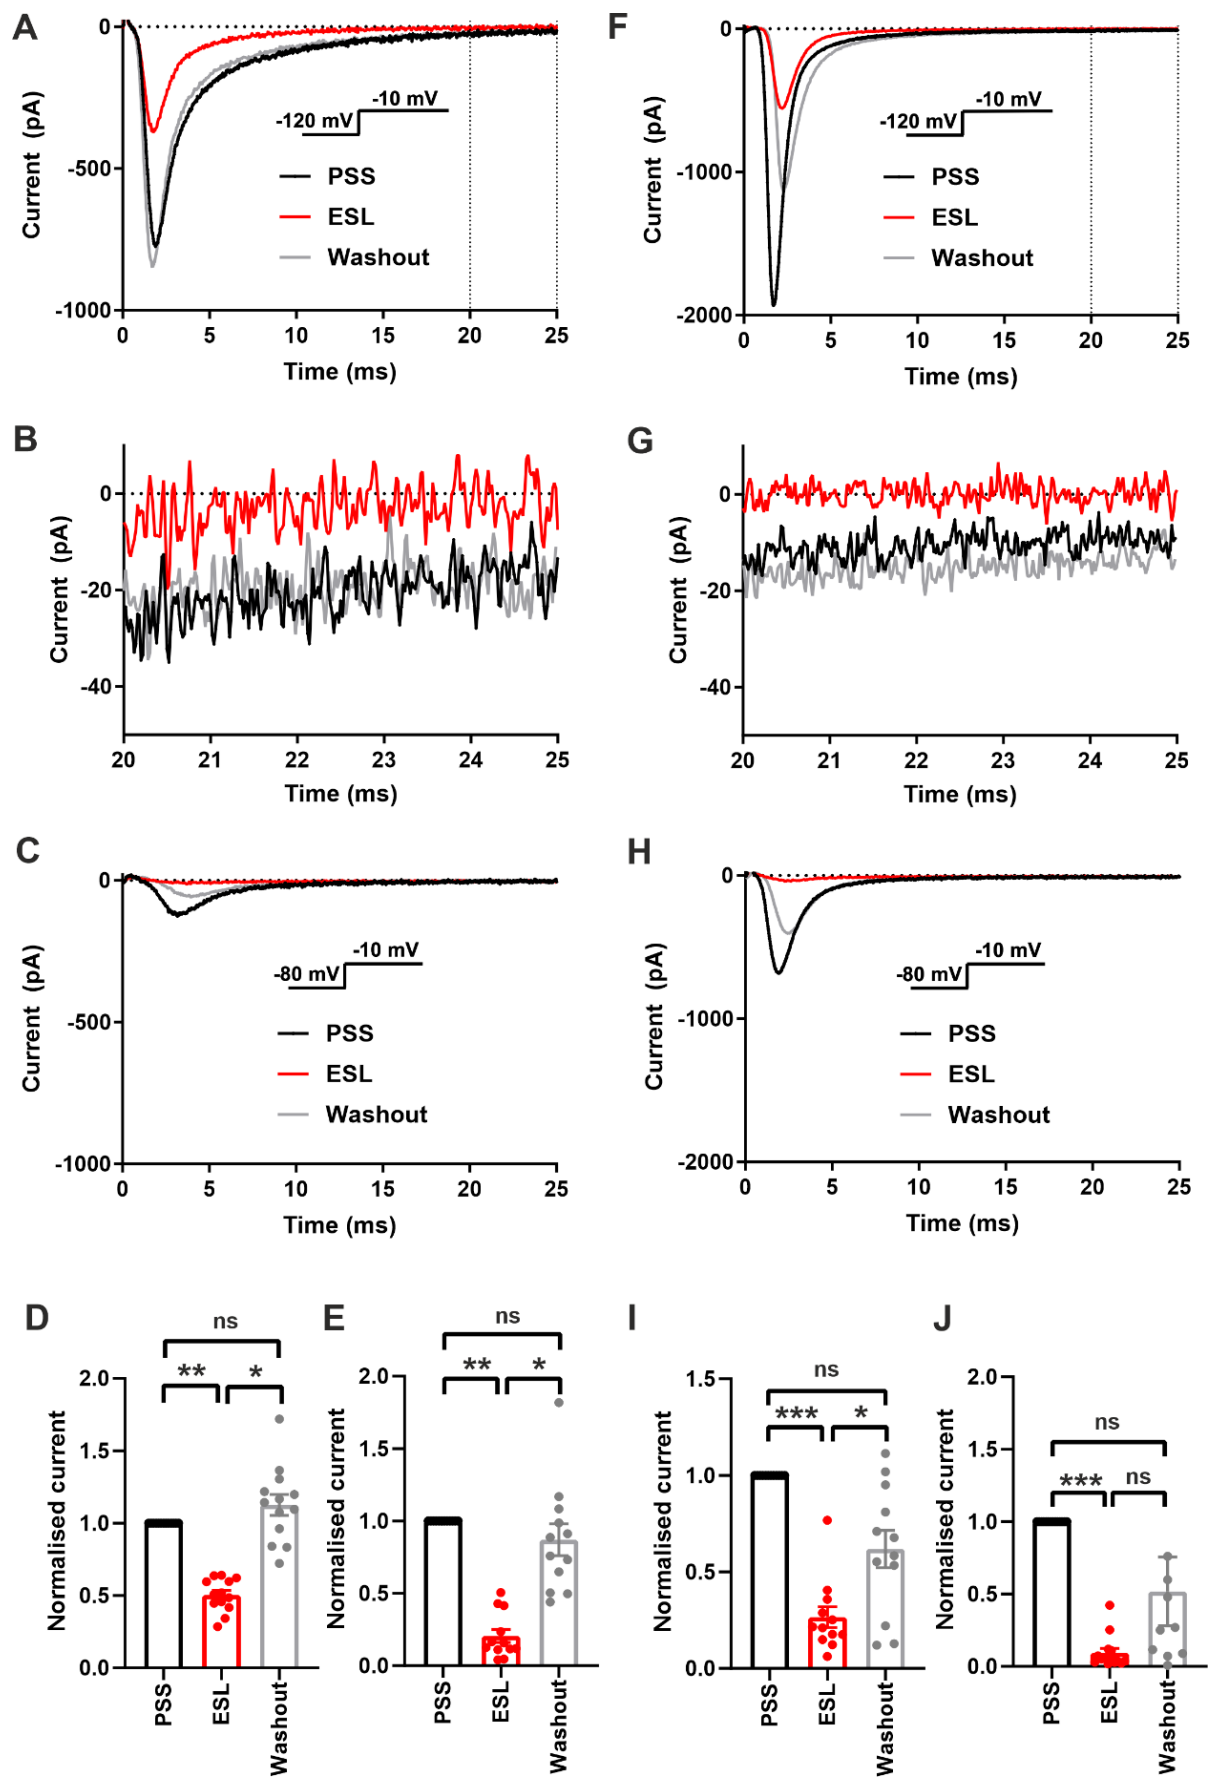 A
0
-500
-1000
Current (pA)
-120 mV
-10 mV
PSS
ESL
Washout
0 5 10 15 20 25
Time (ms)
F
0
-1000
-2000
Current (pA)
-120 mV
-10 mV
PSS
ESL
Washout
0 5 10 15 20 25
Time (ms)
B
0
-20
-40
Current (pA)
20 21 22 23 24 25
Time (ms)
G
0
-20
-40
Current (pA)
20 21 22 23 24 25
Time (ms)
C
0
-500
-1000
Current (pA)
-80 mV
-10 mV
PSS
ESL
Washout
0 5 10 15 20 25
Time (ms)
H
0
-1000
-2000
Current (pA)
-80 mV
-10 mV
PSS
ESL
Washout
0 5 10 15 20 25
Time (ms)
D
ns
** *
2.0
1.5
1.0
0.5
0.0
Normalised current
PSS
ESL
Washout
E
ns
** *
2.0
1.5
1.0
0.5
0.0
Normalised current
PSS
ESL
Washout
I
ns
*** *
1.5
1.0
0.5
0.0
Normalised current
PSS
ESL
Washout
J
ns
*** ns
2.0
1.5
1.0
0.5
0.0
Normalised current
PSS
ESL
Washout